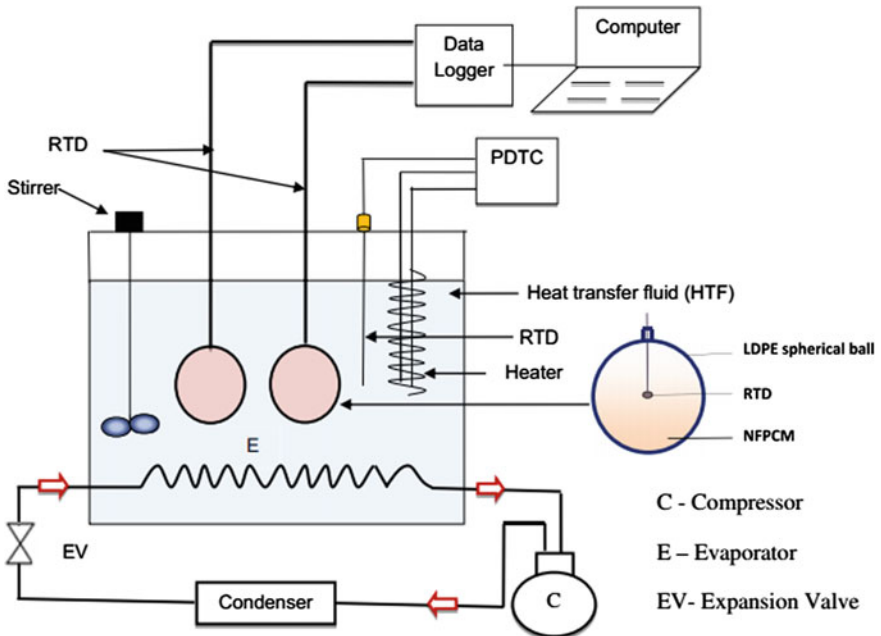 Computer
Data
Logger
RTD
PDTC
Stirrer
Heat transfer fluid (HTF)
RTD
LDPE spherical ball
Heater
RTD
NFPCM
E
C - Compressor
EV
E – Evaporator
Condenser
C
EV- Expansion Valve